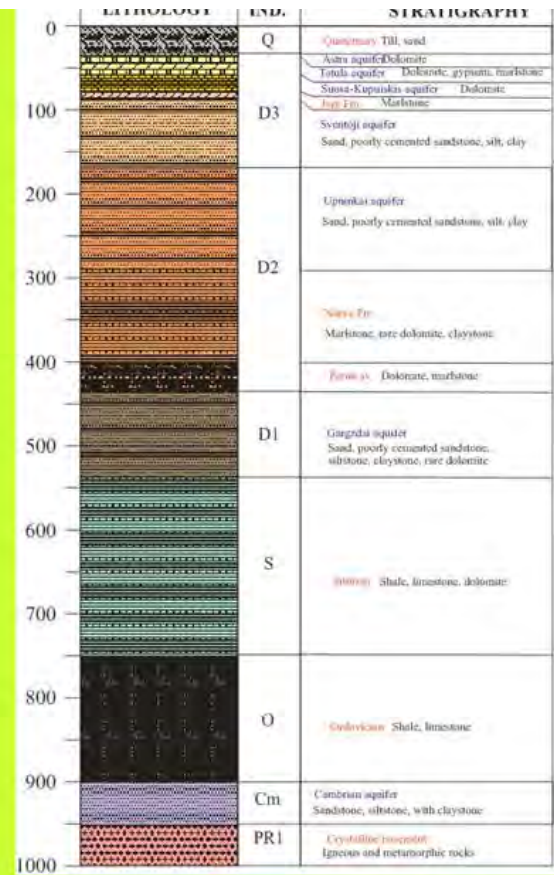 LITHOLOGY IND. STRATIGRAPHY
0
Q
Quaternary Till, sand
Astra aquifer Dolomite
Tatula aquifer Dolomite, gypsum, marlstone
Suosa-Kupuiskis aquifer Dolomite
Marlstone
100
D3
Sventoji aquifer
Sand, poorly cemented sandstone, silt, clay
200
Upninkai aquifer
Sand, poorly cemented sandstone, silt, clay
D2
300
Narva Fm
Marlstone, rare dolomite, claystone
400
Dolomite, marlstone
D1
Gargzdai aquifer
Sand, poorly cemented sandstone,
siltstone, claystone, rare dolomite
500
600
S
Silurian Shale, limestone, dolomite
700
800
O
Ordovician Shale, limestone
900
Cm
Cambrian aquifer
Sandstone, siltstone, with claystone
PR1
Crystalline basement
Igneous and metamorphic rocks
1000